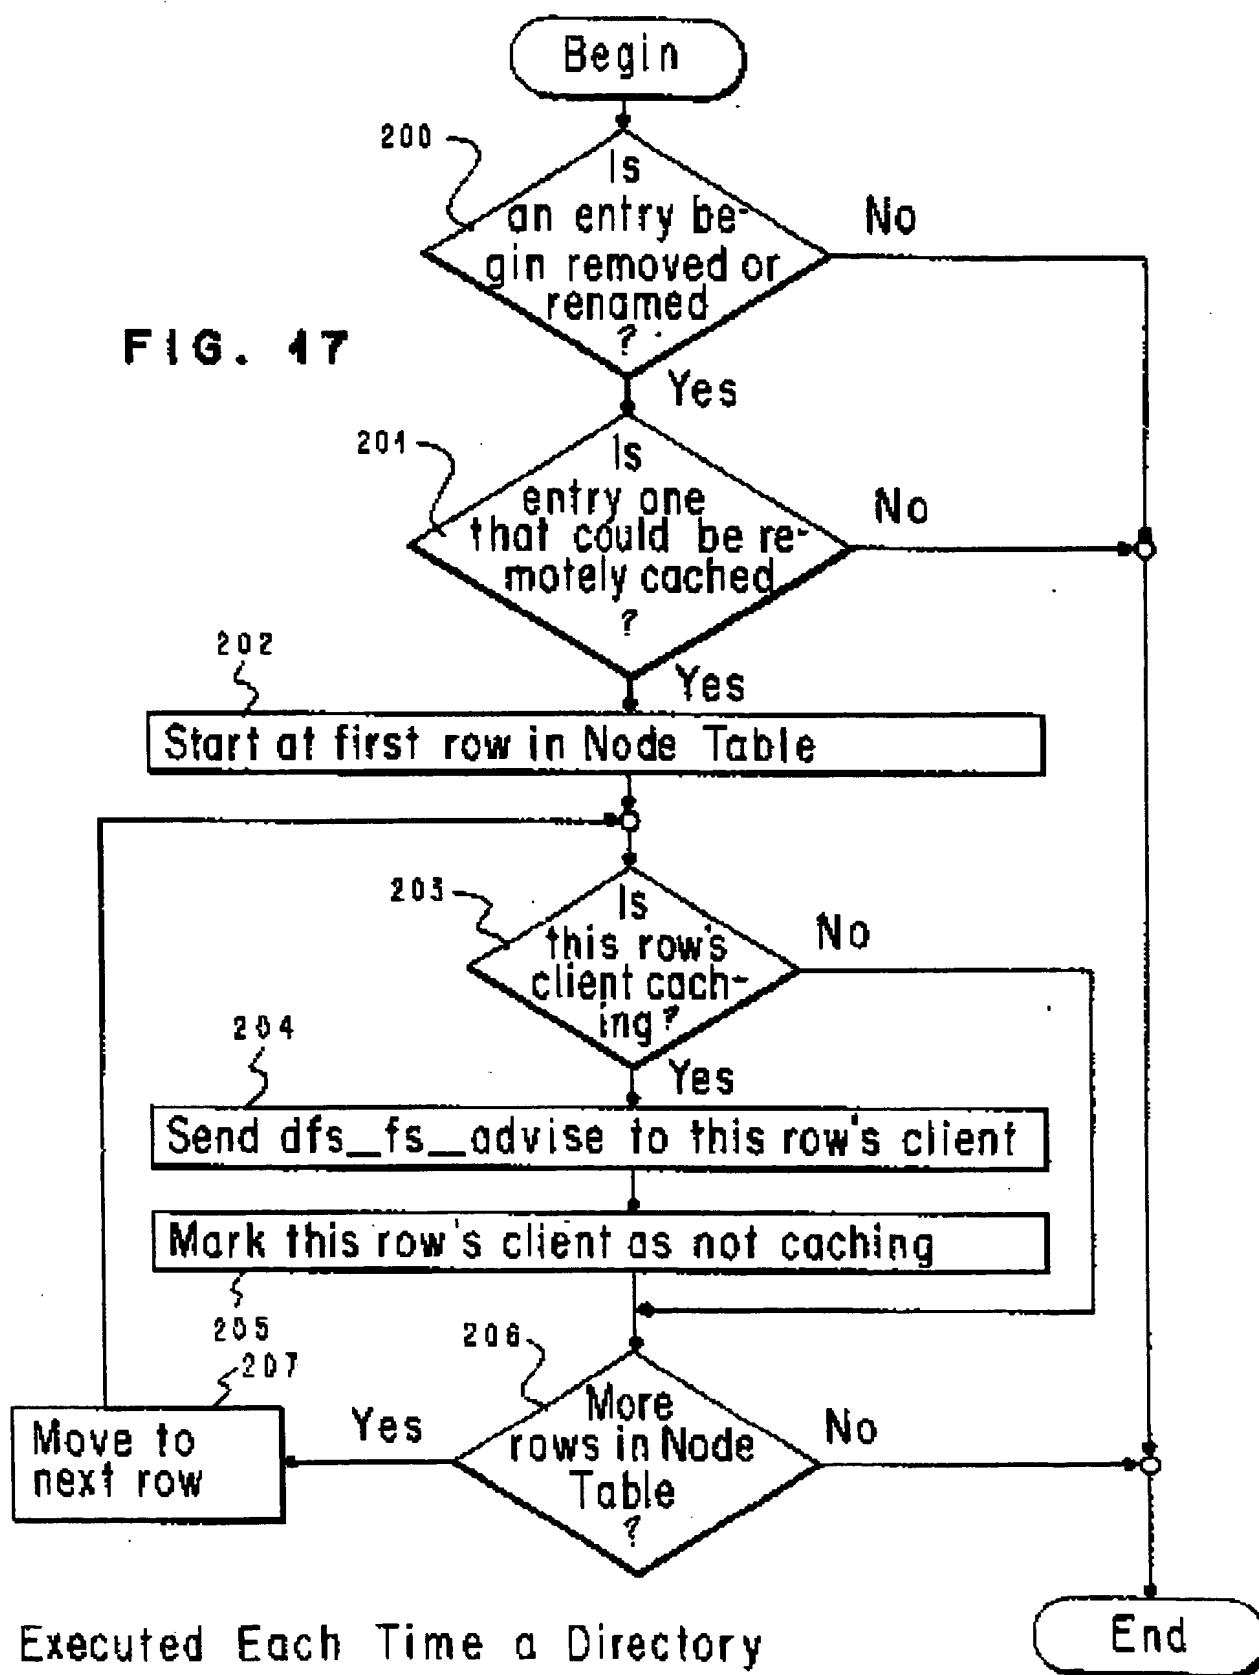 Begin
200
Is
an entry be-
gin removed or
renamed
?
No
FIG. 17
Yes
201
Is
entry one
that could be re-
motely cached
?
No
202
Yes
Start at first row in Node Table
203
Is
this row's
client cach-
ing?
No
204
Yes
Send dfs_fs_advise to this row's client
Mark this row's client as not caching
205
206
207
Move to
next row
Yes
More
rows in Node
Table
?
No
Executed Each Time a Directory
End